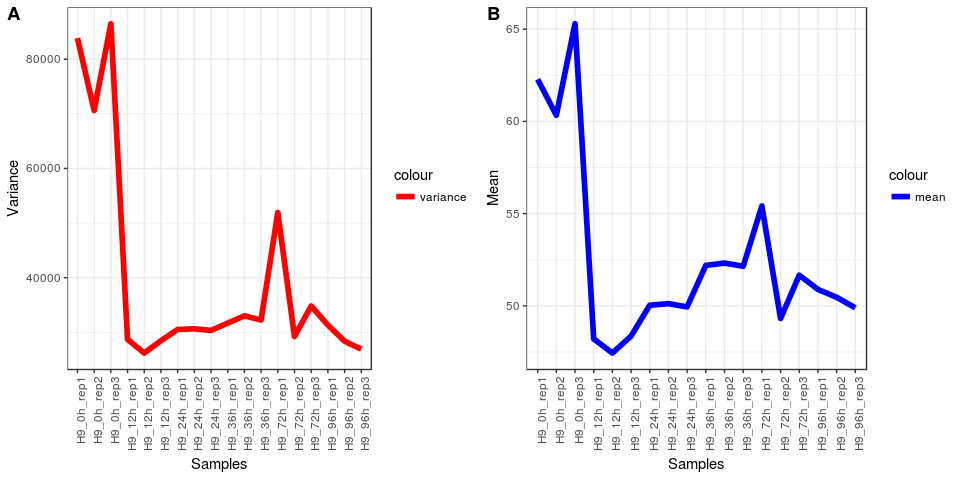 A
Variance
80000
60000
40000
H9_0h_rep1
H9_0h_rep2
H9_0h_rep3
H9_12h_rep1
H9_12h_rep2
H9_12h_rep3
H9_24h_rep1
H9_24h_rep2
H9_24h_rep3
H9_36h_rep1
H9_36h_rep2
H9_36h_rep3
H9_72h_rep1
H9_72h_rep2
H9_72h_rep3
H9_96h_rep1
H9_96h_rep2
H9_96h_rep3
Samples
colour
variance
B
Mean
65
60
55
50
H9_0h_rep1
H9_0h_rep2
H9_0h_rep3
H9_12h_rep1
H9_12h_rep2
H9_12h_rep3
H9_24h_rep1
H9_24h_rep2
H9_24h_rep3
H9_36h_rep1
H9_36h_rep2
H9_36h_rep3
H9_72h_rep1
H9_72h_rep2
H9_72h_rep3
H9_96h_rep1
H9_96h_rep2
H9_96h_rep3
Samples
colour
mean